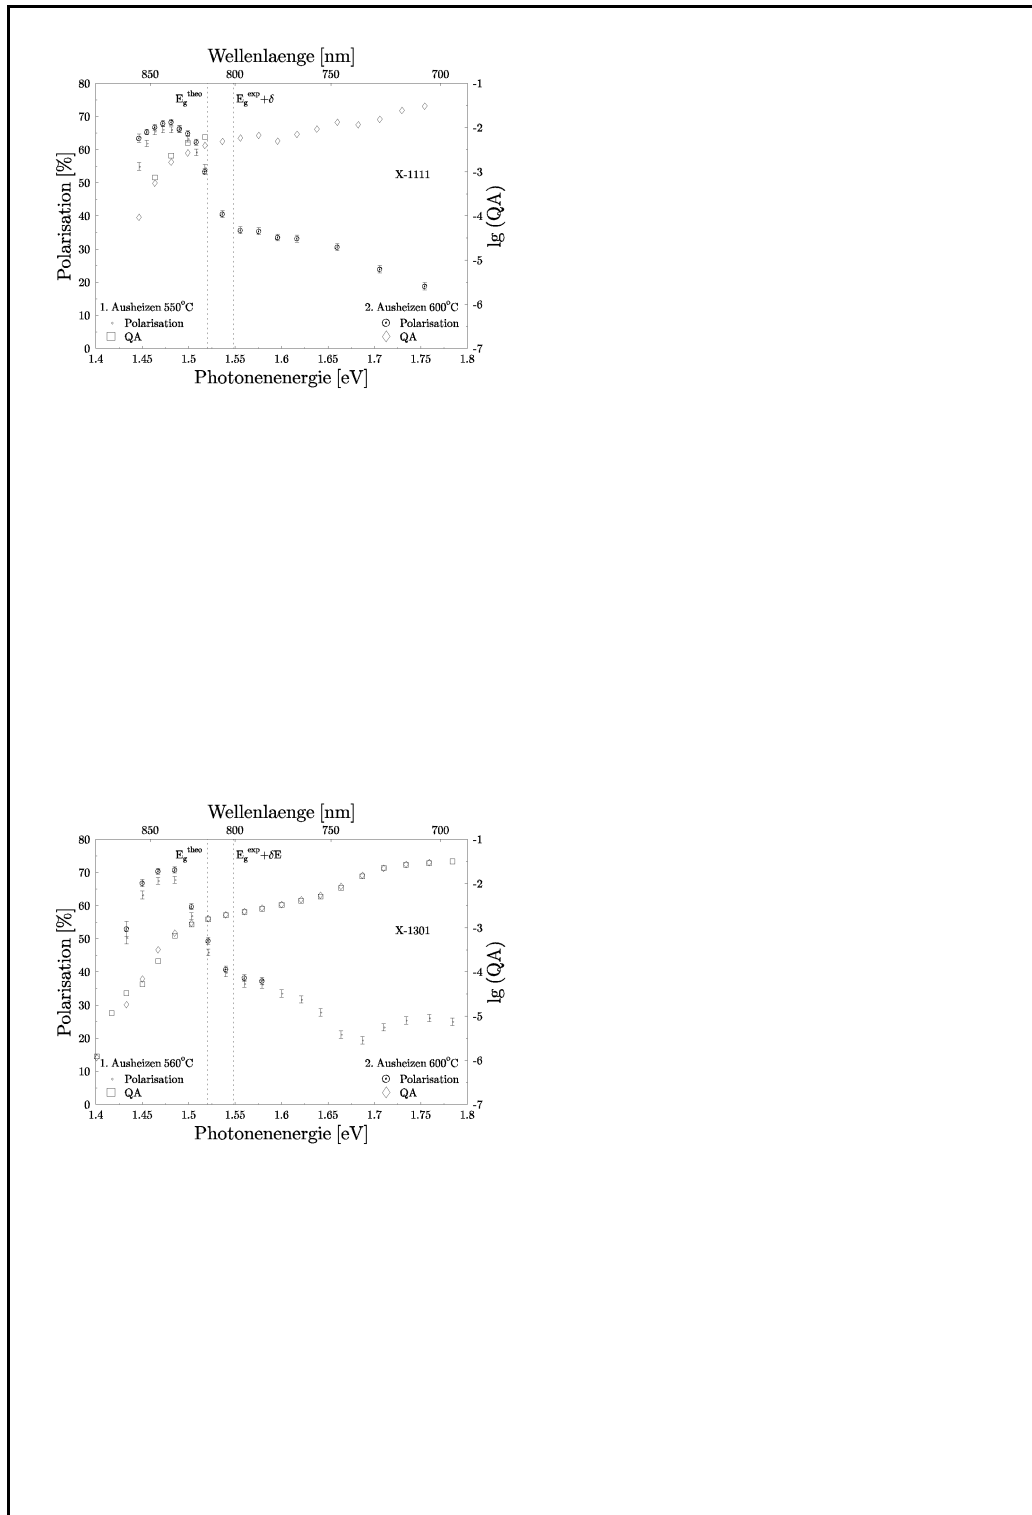 Wellenlaenge [nm]
850 800 750 700
80 -1
E_g^theo E_g^exp+δ
70 -2
60 -3
X-1111
50
40 -4
30 -5
20 -6
1. Ausheizen 550°C 2. Ausheizen 600°C
10 Polarisation Polarisation
QA QA
0 -7
1.4 1.45 1.5 1.55 1.6 1.65 1.7 1.75 1.8
Photonenenergie [eV]
Polarisation [%]
lg (QA)
Wellenlaenge [nm]
850 800 750 700
80 -1
E_g^theo E_g^exp+δE
70 -2
60 -3
X-1301
50
40 -4
30 -5
20 -6
1. Ausheizen 560°C 2. Ausheizen 600°C
10 Polarisation Polarisation
QA QA
0 -7
1.4 1.45 1.5 1.55 1.6 1.65 1.7 1.75 1.8
Photonenenergie [eV]
Polarisation [%]
lg (QA)